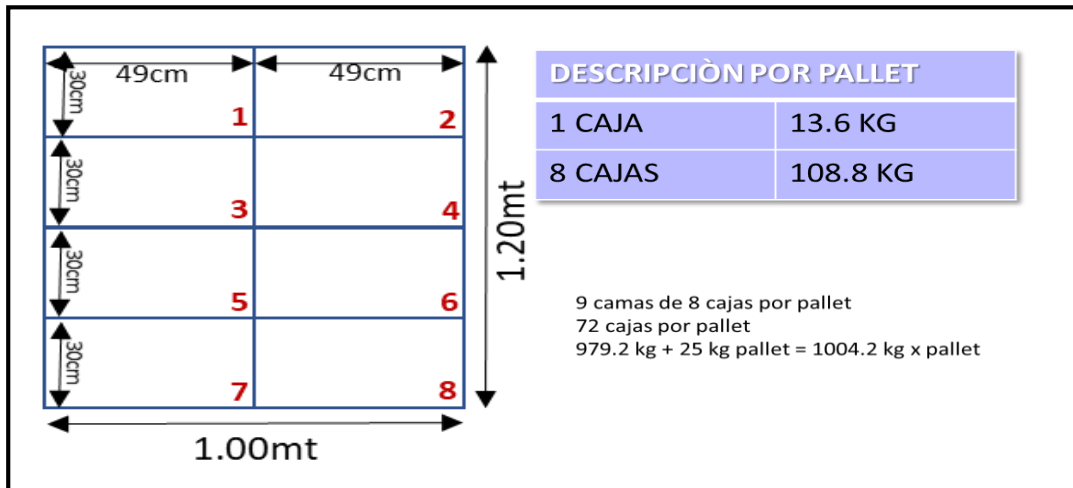 49cm 49cm
30cm
1 2
30cm
3 4
30cm
5 6
30cm
7 8
1.20mt
1.00mt
DESCRIPCIÒN POR PALLET
1 CAJA 13.6 KG
8 CAJAS 108.8 KG
9 camas de 8 cajas por pallet
72 cajas por pallet
979.2 kg + 25 kg pallet = 1004.2 kg x pallet